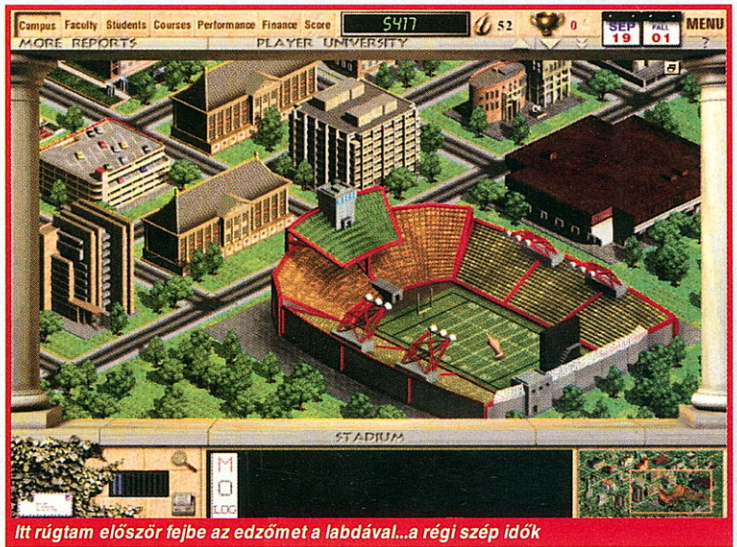 Campus Faculty Students Courses Performance Finance Score $417 52 0 SEP 19 FALL 01 MENU
MORE REPORTS PLAYER UNIVERSITY ?
STADIUM
M
O
LOG
Itt rúgtam először fejbe az edzőmet a labdával...a régi szép idők